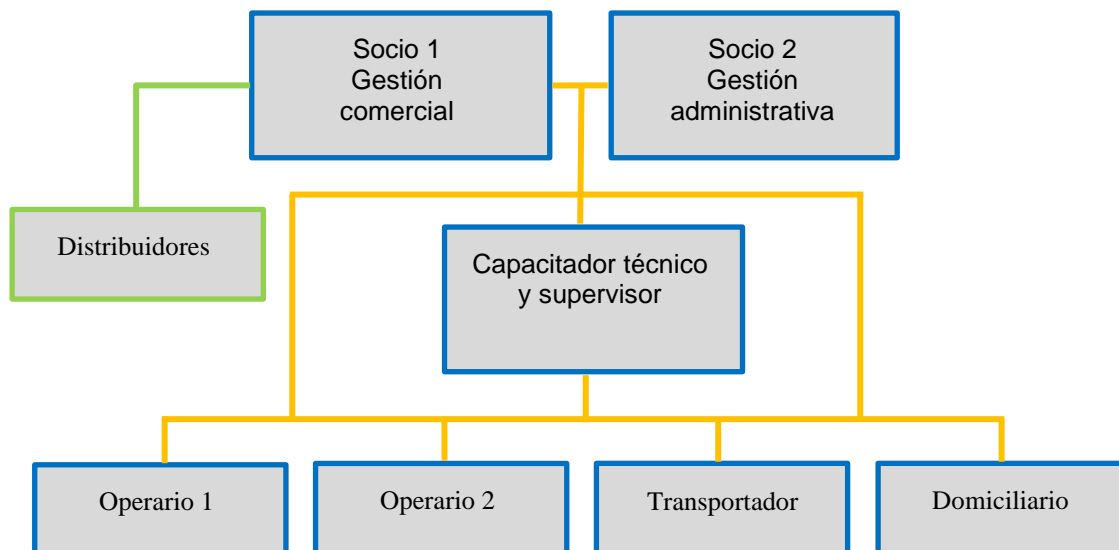 Socio 1
Gestión
comercial
Socio 2
Gestión
administrativa
Distribuidores
Capacitador técnico
y supervisor
Operario 1
Operario 2
Transportador
Domiciliario